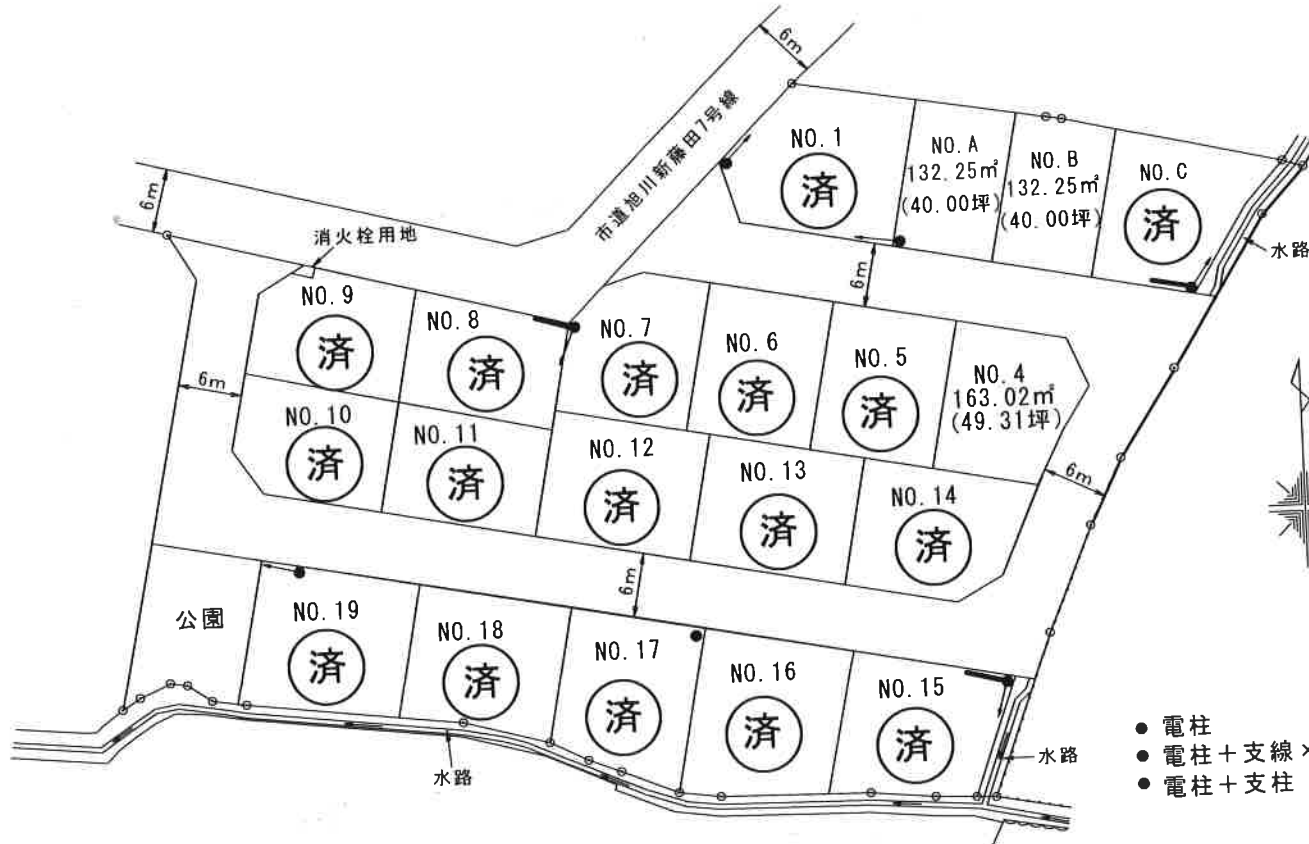 6m
市道旭川新藤田7号線
6m
消火栓用地
NO.1
済
NO.A
132.25㎡
(40.00坪)
NO.B
132.25㎡
(40.00坪)
NO.C
済
水路
6m
NO.9
済
NO.8
済
NO.7
済
NO.6
済
NO.5
済
NO.4
163.02㎡
(49.31坪)
6m
NO.10
済
NO.11
済
NO.12
済
NO.13
済
NO.14
済
6m
6m
公園
NO.19
済
NO.18
済
NO.17
済
NO.16
済
NO.15
済
水路
水路
● 電柱
● 電柱＋支線
● 電柱＋支柱